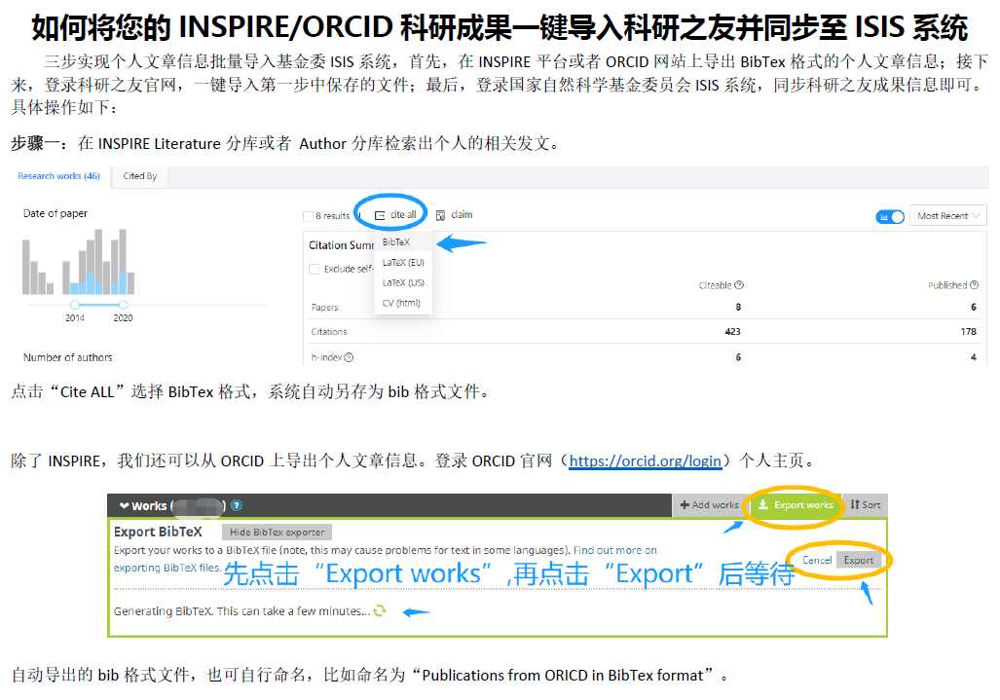 如何将您的 INSPIRE/ORCID 科研成果一键导入科研之友并同步至 ISIS 系统
三步实现个人文章信息批量导入基金委 ISIS 系统，首先，在 INSPIRE 平台或者 ORCID 网站上导出 BibTex 格式的个人文章信息；接下
来，登录科研之友官网，一键导入第一步中保存的文件；最后，登录国家自然科学基金委员会 ISIS 系统，同步科研之友成果信息即可。
具体操作如下：
步骤一：在 INSPIRE Literature 分库或者 Author 分库检索出个人的相关发文。
Research works (46) Cited By
Date of paper
8 results cite all claim Most Recent
Citation Summ BibTeX
Exclude self- LaTeX (EU)
LaTeX (US)
CV (html)
Citeable Published
Papers 8 6
Citations 423 178
h-index 6 4
2014 2020
Number of authors
点击“Cite ALL”选择 BibTex 格式，系统自动另存为 bib 格式文件。
除了 INSPIRE，我们还可以从 ORCID 上导出个人文章信息。登录 ORCID 官网（https://orcid.org/login）个人主页。
Works ( ) ? Add works Export works Sort
Export BibTeX Hide BibTex exporter
Export your works to a BibTeX file (note, this may cause problems for text in some languages). Find out more on
exporting BibTeX files.
Cancel Export
先点击“Export works”,再点击“Export”后等待
Generating BibTeX. This can take a few minutes...
自动导出的 bib 格式文件，也可自行命名，比如命名为“Publications from ORICD in BibTex format”。